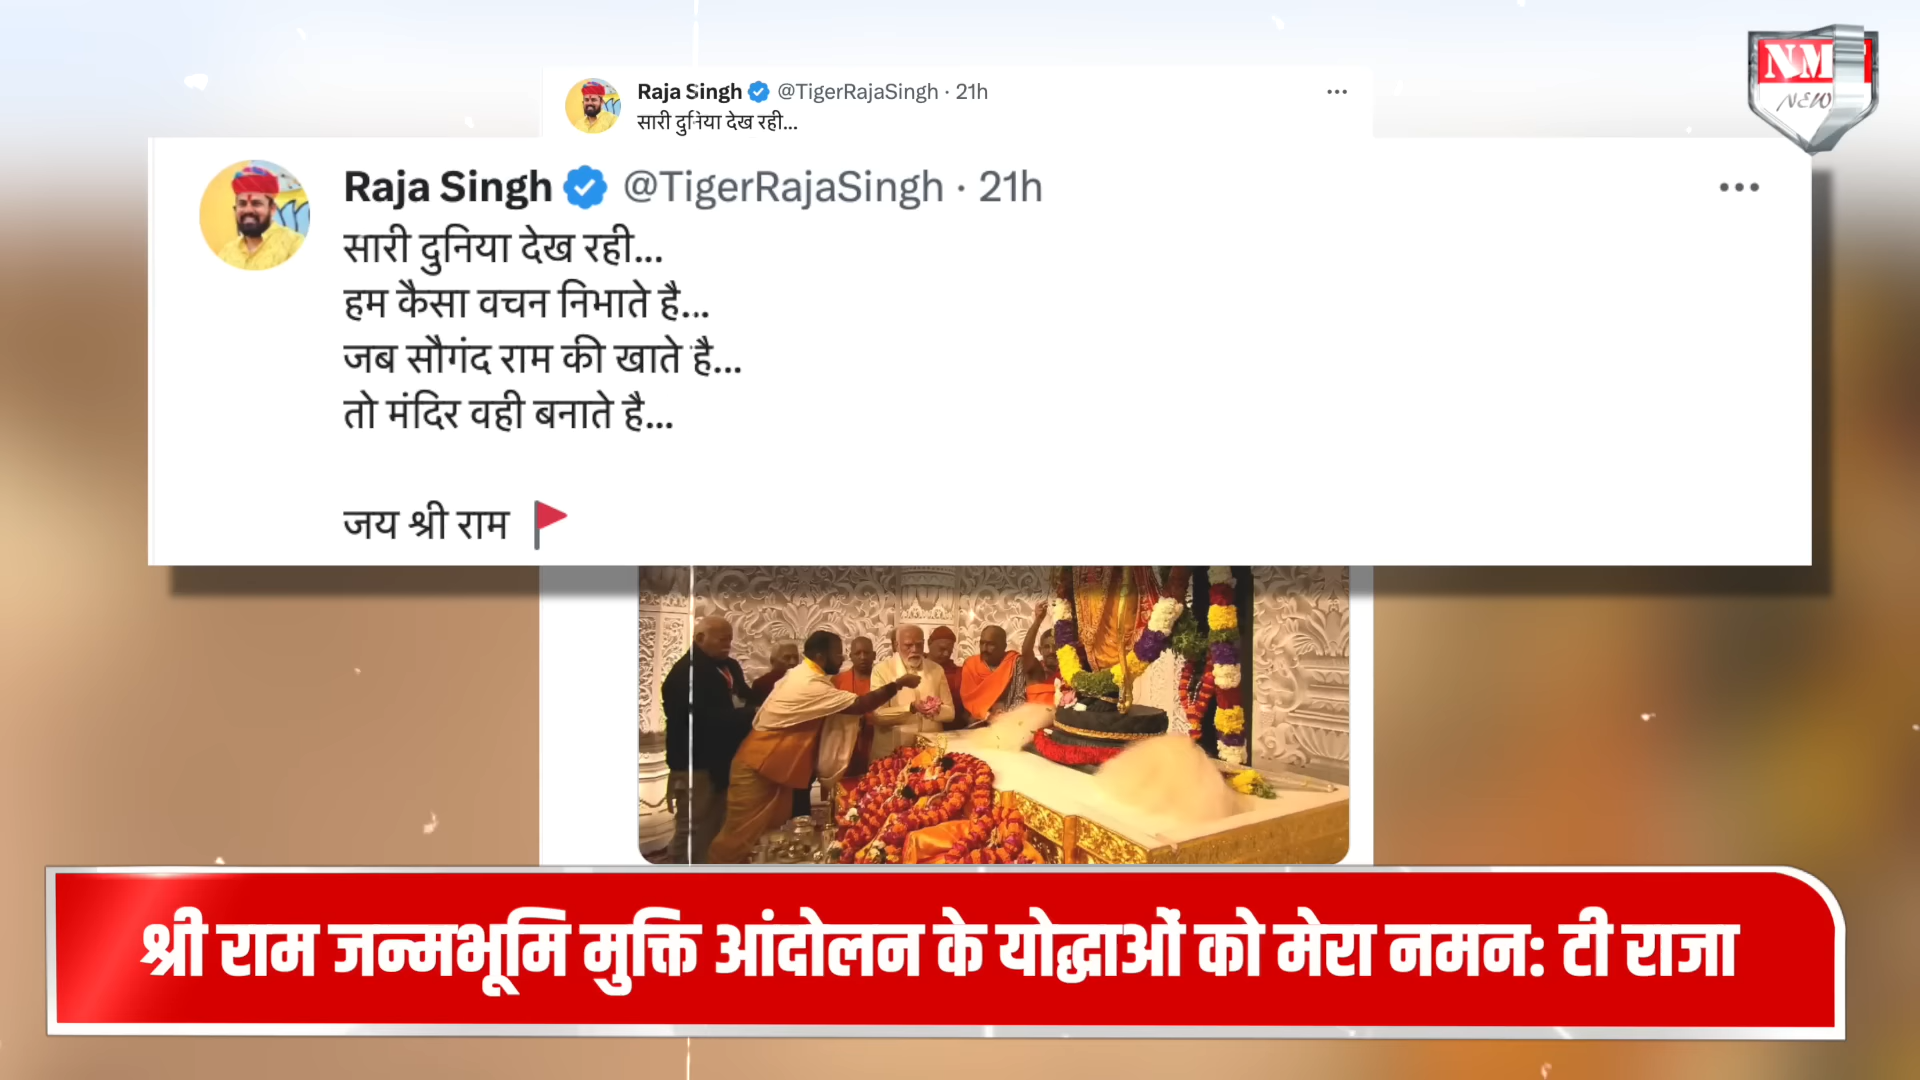 Raja Singh @TigerRajaSingh · 21h
सारी दुनिया देख रही...
Raja Singh @TigerRajaSingh · 21h
सारी दुनिया देख रही...
हम कैसा वचन निभाते है...
जब सौगंद राम की खाते है...
तो मंदिर वही बनाते है...
जय श्री राम
NM
NEW
श्री राम जन्मभूमि मुक्ति आंदोलन के योद्धाओं को मेरा नमन: टी राजा